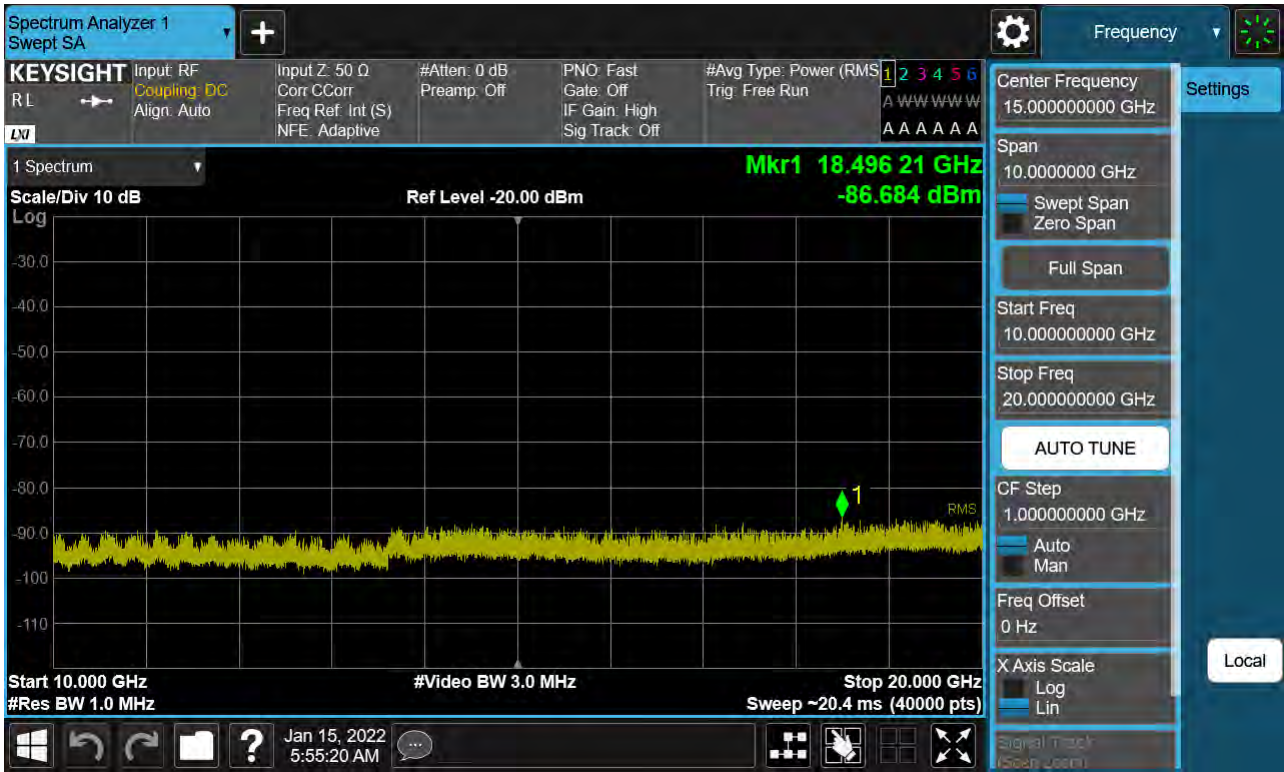 Spectrum Analyzer 1
Swept SA
Frequency
KEYSIGHT
RL
LXI
Input: RF
Coupling: DC
Align: Auto
Input Z: 50 Ω
Corr CCorr
Freq Ref: Int (S)
NFE: Adaptive
#Atten: 0 dB
Preamp: Off
PNO: Fast
Gate: Off
IF Gain: High
Sig Track: Off
#Avg Type: Power (RMS
Trig: Free Run
1 2 3 4 5 6
A W W W W W
A A A A A A
1 Spectrum
Mkr1 18.496 21 GHz
Scale/Div 10 dB
Ref Level -20.00 dBm
-86.684 dBm
Log
-30.0
-40.0
-50.0
-60.0
-70.0
-80.0
-90.0
-100
-110
1
RMS
Start 10.000 GHz
#Video BW 3.0 MHz
Stop 20.000 GHz
#Res BW 1.0 MHz
Sweep ~20.4 ms (40000 pts)
Center Frequency
15.000000000 GHz
Span
10.0000000 GHz
Swept Span
Zero Span
Full Span
Start Freq
10.000000000 GHz
Stop Freq
20.000000000 GHz
AUTO TUNE
CF Step
1.000000000 GHz
Auto
Man
Freq Offset
0 Hz
X Axis Scale
Log
Lin
Signal Track
(Span Zoom)
Settings
Local
Jan 15, 2022
5:55:20 AM